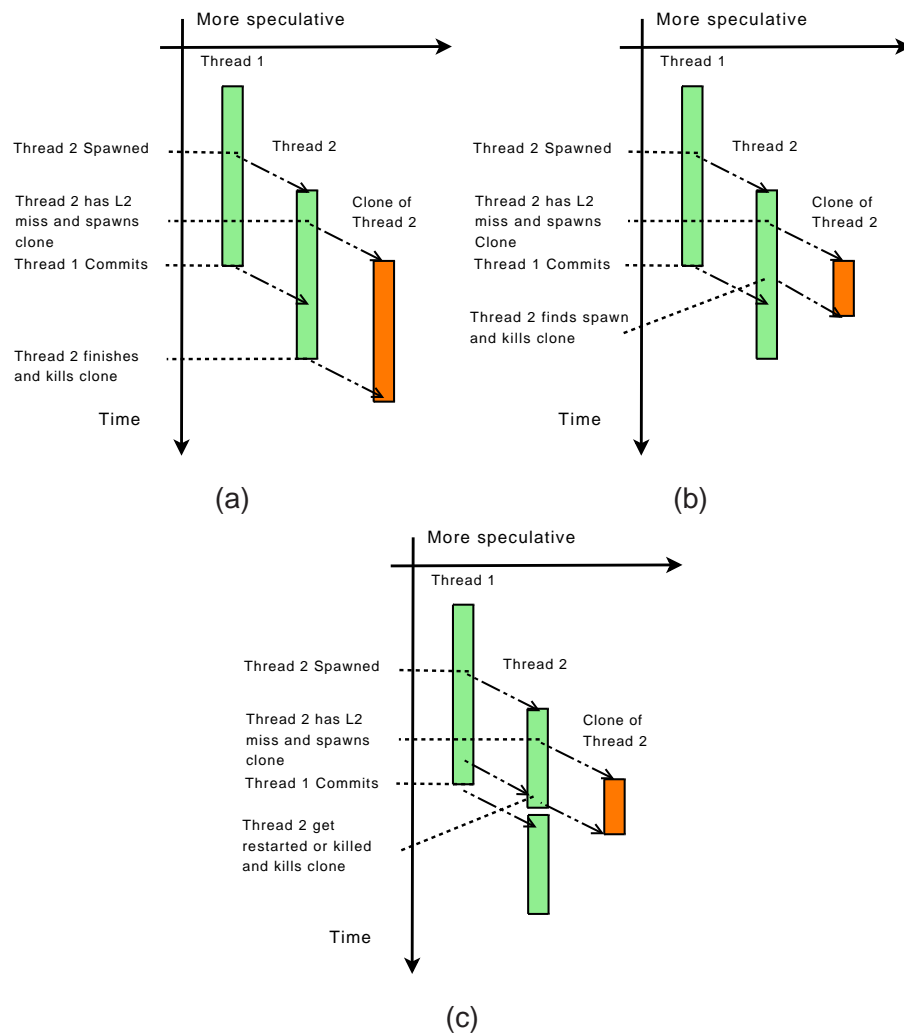 More speculative
Thread 1
Thread 2 Spawned
Thread 2
Thread 2 has L2
miss and spawns
clone
Clone of
Thread 2
Thread 1 Commits
Thread 2 finishes
and kills clone
Time
(a)
More speculative
Thread 1
Thread 2 Spawned
Thread 2
Thread 2 has L2
miss and spawns
Clone
Clone of
Thread 2
Thread 1 Commits
Thread 2 finds spawn
and kills clone
Time
(b)
More speculative
Thread 1
Thread 2 Spawned
Thread 2
Thread 2 has L2
miss and spawns
clone
Clone of
Thread 2
Thread 1 Commits
Thread 2 get
restarted or killed
and kills clone
Time
(c)